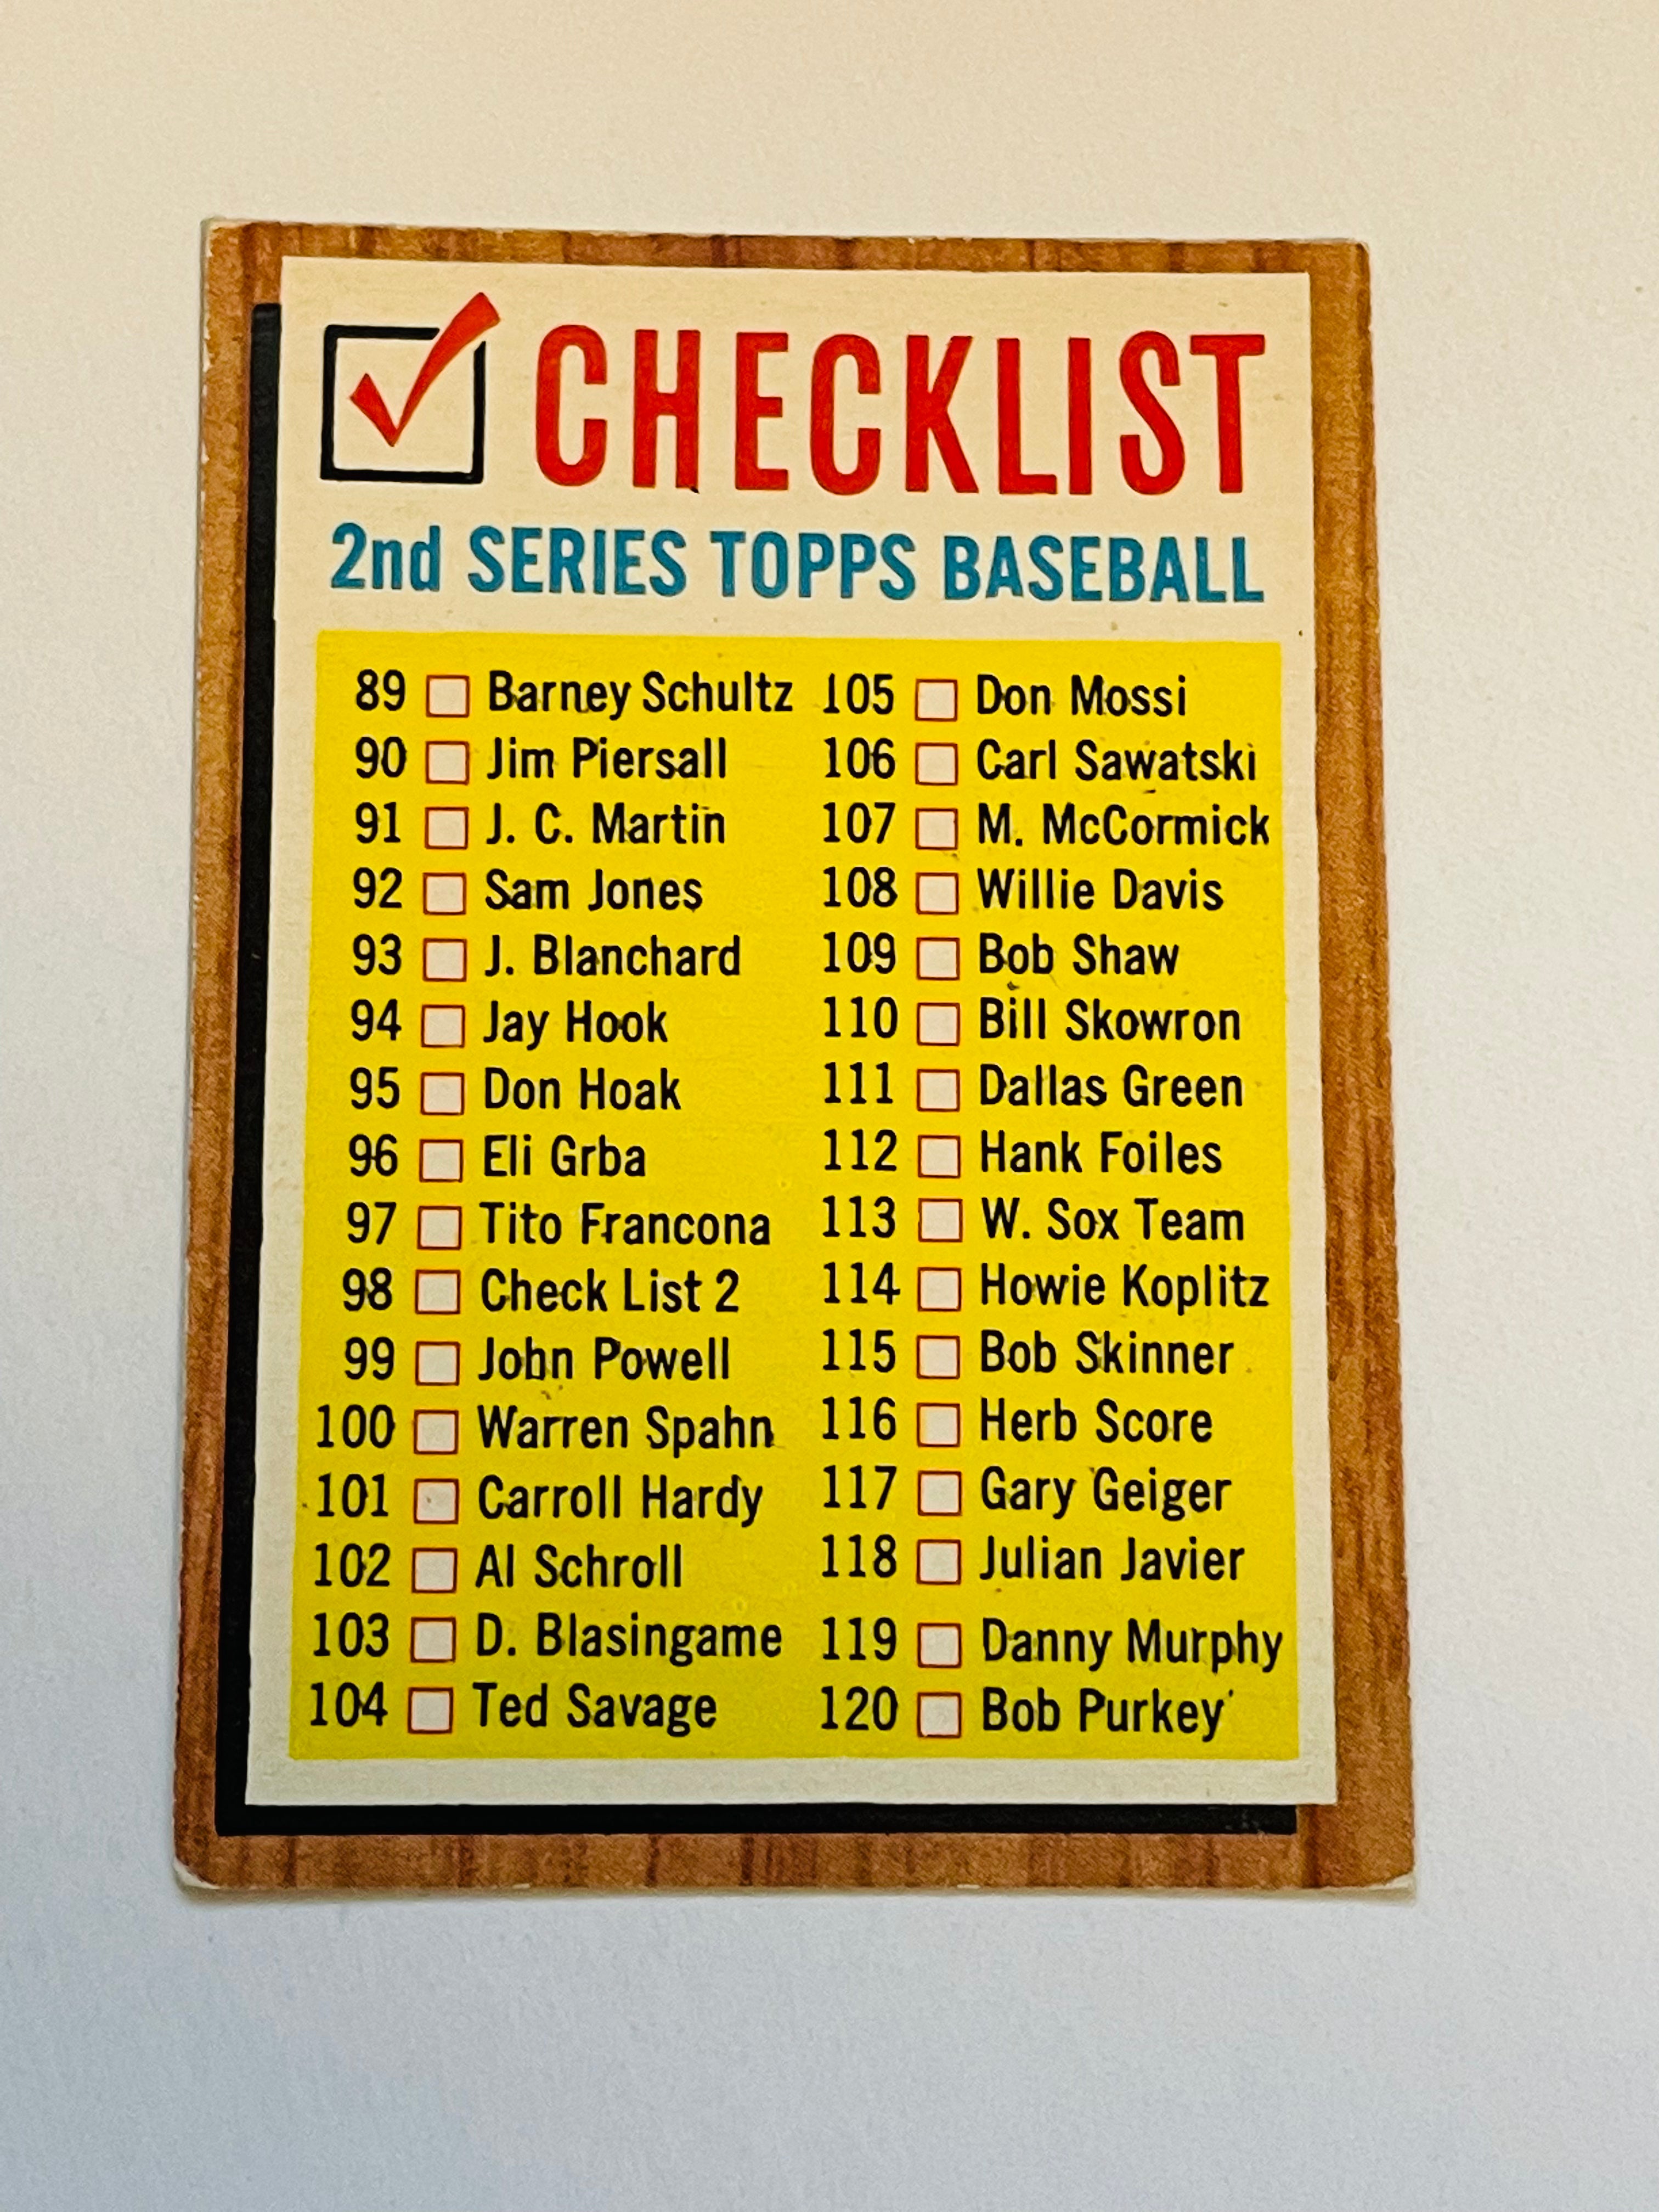 CHECKLIST
2nd SERIES TOPPS BASEBALL
89 Barney Schultz
90 Jim Piersall
91 J. C. Martin
92 Sam Jones
93 J. Blanchard
94 Jay Hook
95 Don Hoak
96 Eli Grba
97 Tito Francona
98 Check List 2
99 John Powell
100 Warren Spahn
101 Carroll Hardy
102 Al Schroll
103 D. Blasingame
104 Ted Savage
105 Don Mossi
106 Carl Sawatski
107 M. McCormick
108 Willie Davis
109 Bob Shaw
110 Bill Skowron
111 Dallas Green
112 Hank Foiles
113 W. Sox Team
114 Howie Koplitz
115 Bob Skinner
116 Herb Score
117 Gary Geiger
118 Julian Javier
119 Danny Murphy
120 Bob Purkey